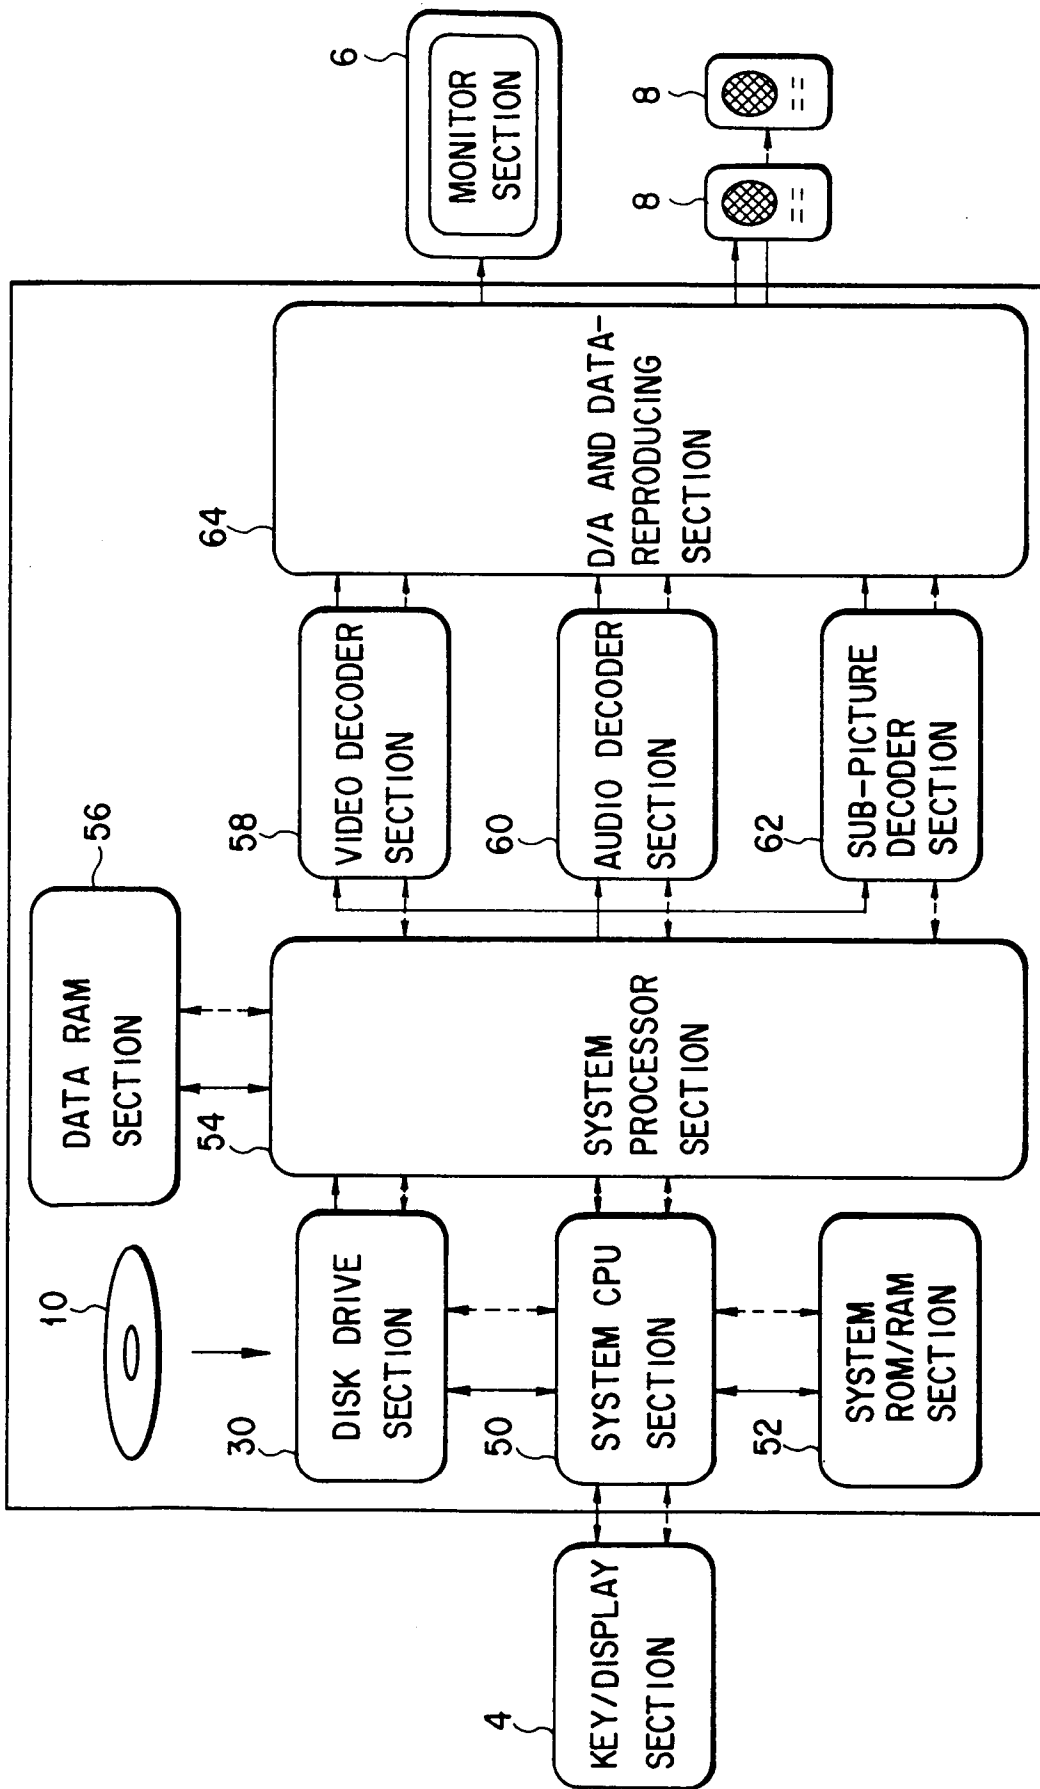 10
56
DATA RAM
SECTION
30
DISK DRIVE
SECTION
54
SYSTEM
PROCESSOR
SECTION
58
VIDEO DECODER
SECTION
64
D/A AND DATA-
REPRODUCING
SECTION
6
MONITOR
SECTION
4
KEY/DISPLAY
SECTION
50
SYSTEM CPU
SECTION
60
AUDIO DECODER
SECTION
8
8
52
SYSTEM
ROM/RAM
SECTION
62
SUB-PICTURE
DECODER
SECTION